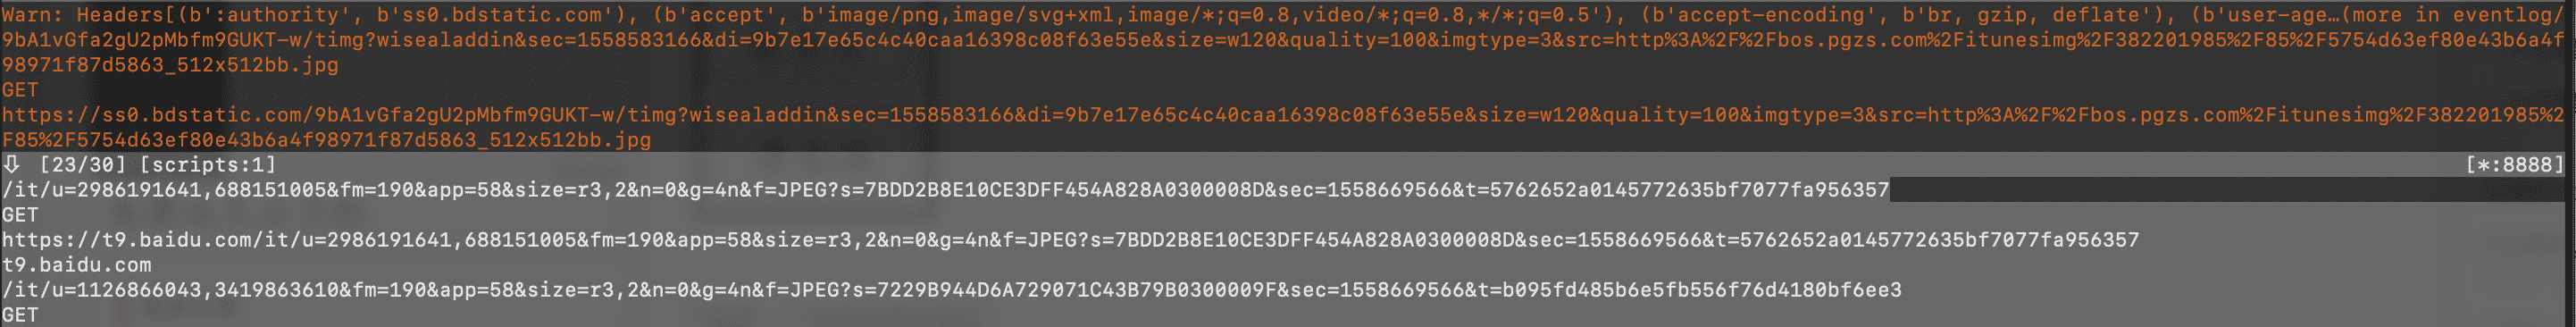 Warn: Headers[(b':authority', b'ss0.bdstatic.com'), (b'accept', b'image/png,image/svg+xml,image/*;q=0.8,video/*;q=0.8,*/*;q=0.5'), (b'accept-encoding', b'br, gzip, deflate'), (b'user-age…(more in eventlog/
9bA1vGfa2gU2pMbfm9GUKT-w/timg?wisealaddin&sec=1558583166&di=9b7e17e65c4c40caa16398c08f63e55e&size=w120&quality=100&imgtype=3&src=http%3A%2F%2Fbos.pgzs.com%2Fitunesimg%2F382201985%2F85%2F5754d63ef80e43b6a4f
98971f87d5863_512x512bb.jpg
GET
https://ss0.bdstatic.com/9bA1vGfa2gU2pMbfm9GUKT-w/timg?wisealaddin&sec=1558583166&di=9b7e17e65c4c40caa16398c08f63e55e&size=w120&quality=100&imgtype=3&src=http%3A%2F%2Fbos.pgzs.com%2Fitunesimg%2F382201985%2
F85%2F5754d63ef80e43b6a4f98971f87d5863_512x512bb.jpg
⇩ [23/30] [scripts:1] [*:8888]
/it/u=2986191641,688151005&fm=190&app=58&size=r3,2&n=0&g=4n&f=JPEG?s=7BDD2B8E10CE3DFF454A828A0300008D&sec=1558669566&t=5762652a0145772635bf7077fa956357
GET
https://t9.baidu.com/it/u=2986191641,688151005&fm=190&app=58&size=r3,2&n=0&g=4n&f=JPEG?s=7BDD2B8E10CE3DFF454A828A0300008D&sec=1558669566&t=5762652a0145772635bf7077fa956357
t9.baidu.com
/it/u=1126866043,3419863610&fm=190&app=58&size=r3,2&n=0&g=4n&f=JPEG?s=7229B944D6A729071C43B79B0300009F&sec=1558669566&t=b095fd485b6e5fb556f76d4180bf6ee3
GET